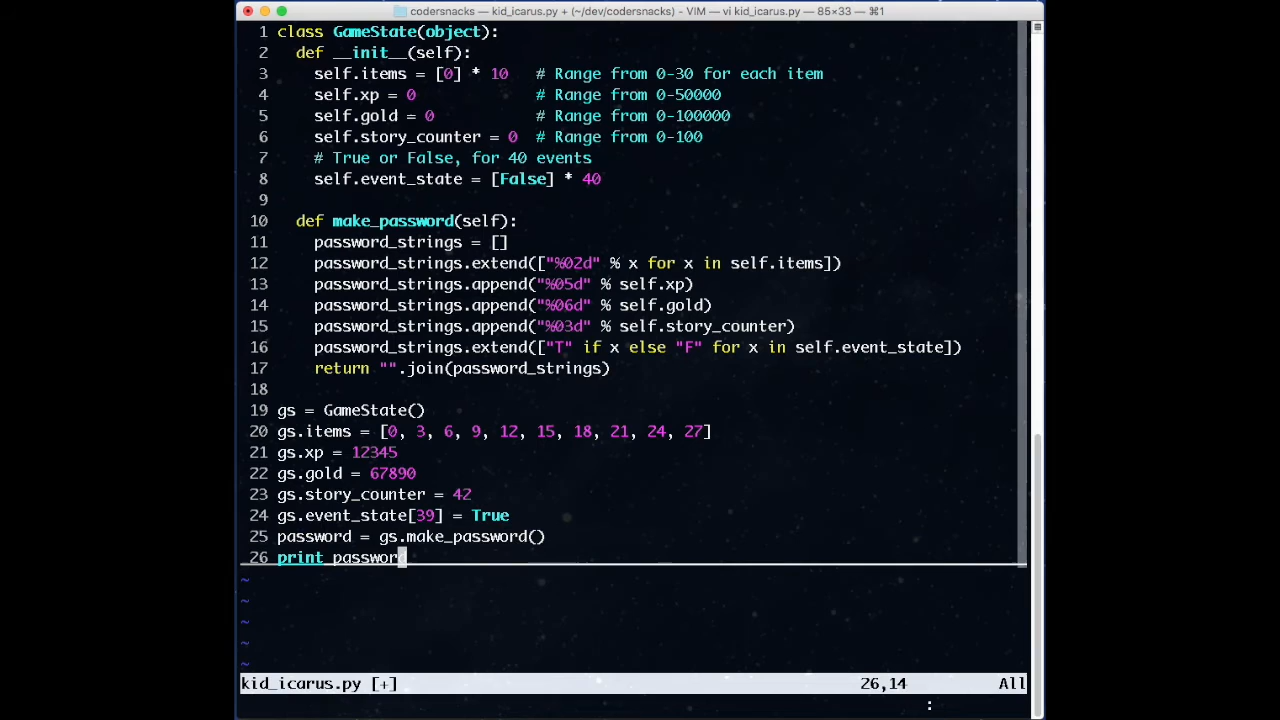 codersnacks — kid_icarus.py + (~/dev/codersnacks) - VIM — vi kid_icarus.py — 85×33 — ⌘1
1 class GameState(object):
2   def __init__(self):
3     self.items = [0] * 10   # Range from 0-30 for each item
4     self.xp = 0             # Range from 0-50000
5     self.gold = 0           # Range from 0-100000
6     self.story_counter = 0  # Range from 0-100
7     # True or False, for 40 events
8     self.event_state = [False] * 40
9
10   def make_password(self):
11     password_strings = []
12     password_strings.extend(["%02d" % x for x in self.items])
13     password_strings.append("%05d" % self.xp)
14     password_strings.append("%06d" % self.gold)
15     password_strings.append("%03d" % self.story_counter)
16     password_strings.extend(["T" if x else "F" for x in self.event_state])
17     return "".join(password_strings)
18
19 gs = GameState()
20 gs.items = [0, 3, 6, 9, 12, 15, 18, 21, 24, 27]
21 gs.xp = 12345
22 gs.gold = 67890
23 gs.story_counter = 42
24 gs.event_state[39] = True
25 password = gs.make_password()
26 print password
~
~
~
~
~
kid_icarus.py [+] 26,14 All
: